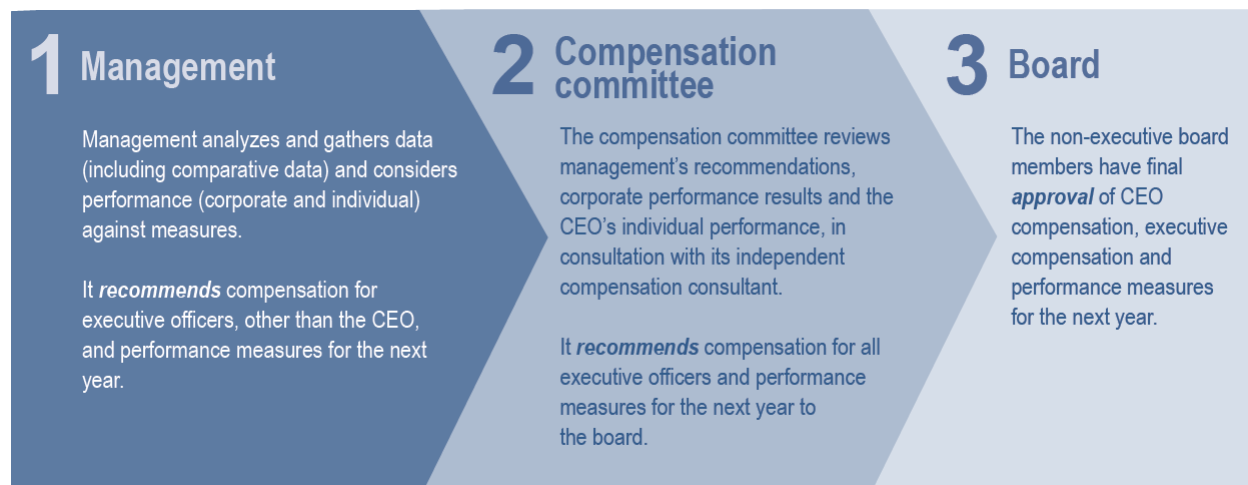 1 Management
Management analyzes and gathers data
(including comparative data) and considers
performance (corporate and individual)
against measures.
It recommends compensation for
executive officers, other than the CEO,
and performance measures for the next
year.
2 Compensation
committee
The compensation committee reviews
management’s recommendations,
corporate performance results and the
CEO’s individual performance, in
consultation with its independent
compensation consultant.
It recommends compensation for all
executive officers and performance
measures for the next year to
the board.
3 Board
The non-executive board
members have final
approval of CEO
compensation, executive
compensation and
performance measures
for the next year.